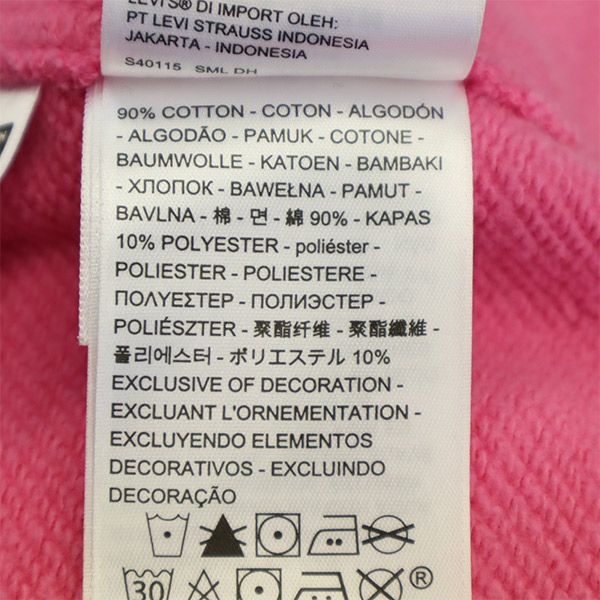 LEVI'S® DI IMPORT OLEH:
PT LEVI STRAUSS INDONESIA
JAKARTA - INDONESIA
S40115 SML DH
90% COTTON - COTON - ALGODÓN
- ALGODÃO - PAMUK - COTONE -
BAUMWOLLE - KATOEN - BAMBAKI
- ХЛОПОК - BAWEŁNA - PAMUT -
BAVLNA - 棉 - 면 - 綿 90% - KAPAS
10% POLYESTER - poliéster -
POLIESTER - POLIESTERE -
ΠΟΛΥΕΣΤΕΡ - ПОЛИЭСТЕР -
POLIÉSZTER - 聚酯纤维 - 聚酯纖維 -
폴리에스터 - ポリエステル 10%
EXCLUSIVE OF DECORATION -
EXCLUANT L'ORNEMENTATION -
EXCLUYENDO ELEMENTOS
DECORATIVOS - EXCLUINDO
DECORAÇÃO
30 ®